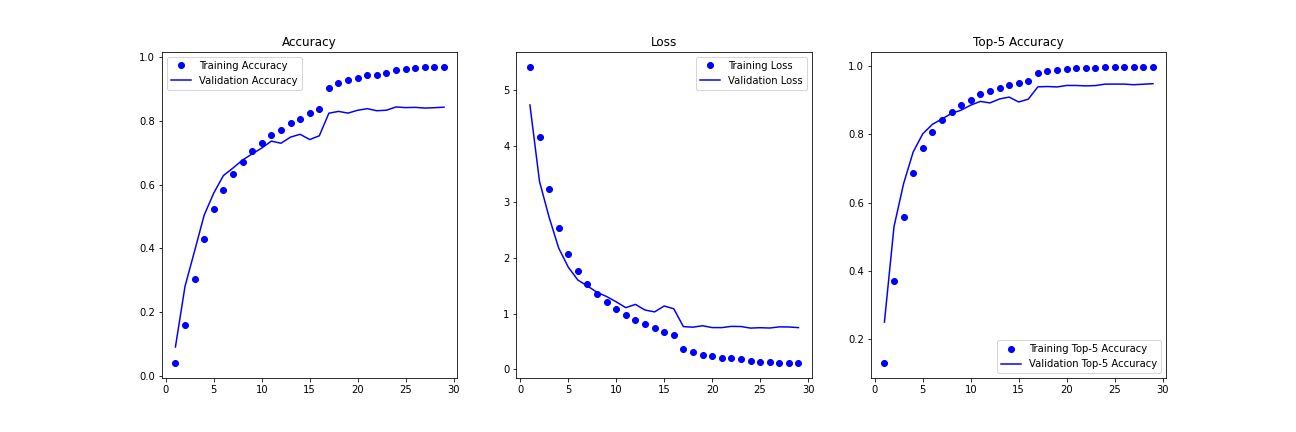 Accuracy
Training Accuracy
Validation Accuracy
1.0
0.8
0.6
0.4
0.2
0.0
0 5 10 15 20 25 30
Loss
Training Loss
Validation Loss
5
4
3
2
1
0
0 5 10 15 20 25 30
Top-5 Accuracy
1.0
0.8
0.6
0.4
0.2
Training Top-5 Accuracy
Validation Top-5 Accuracy
0 5 10 15 20 25 30